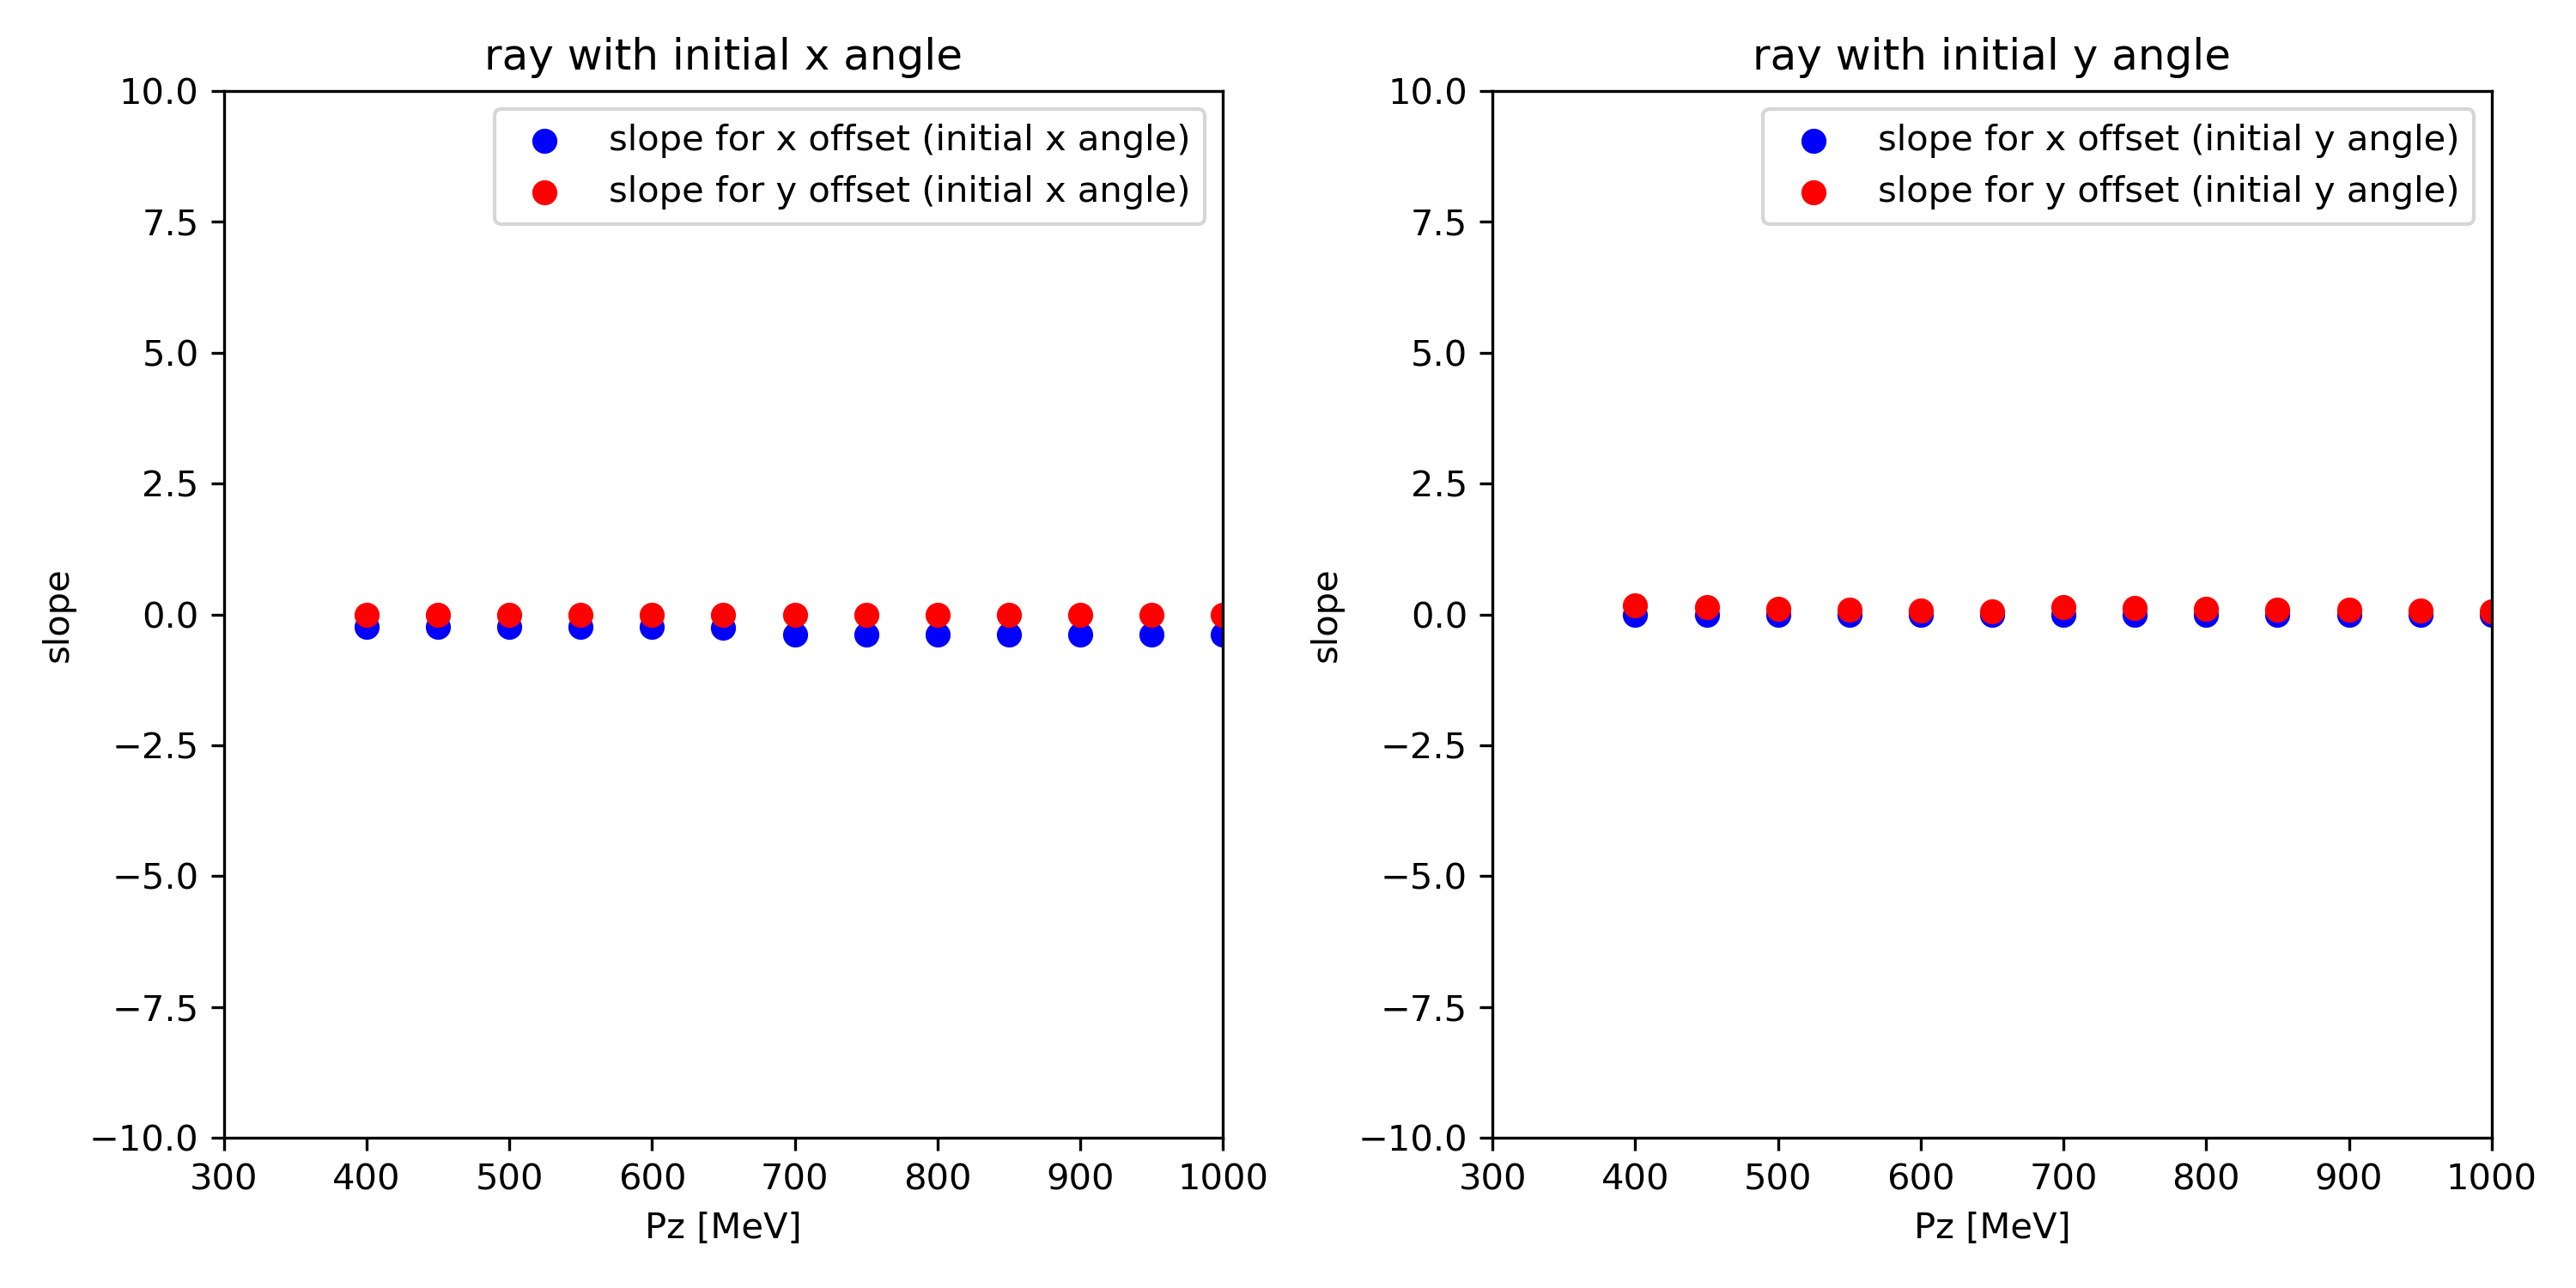 ray with initial x angle
slope for x offset (initial x angle)
slope for y offset (initial x angle)
10.0
7.5
5.0
2.5
0.0
−2.5
−5.0
−7.5
−10.0
slope
300 400 500 600 700 800 900 1000
Pz [MeV]
ray with initial y angle
slope for x offset (initial y angle)
slope for y offset (initial y angle)
10.0
7.5
5.0
2.5
0.0
−2.5
−5.0
−7.5
−10.0
slope
300 400 500 600 700 800 900 1000
Pz [MeV]